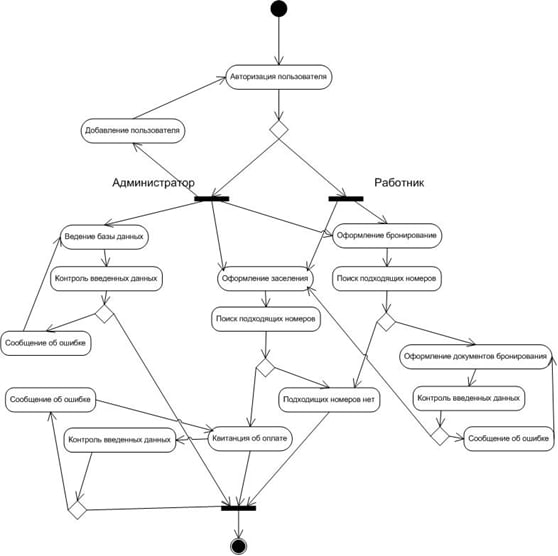 Авторизация пользователя
Добавление пользователя
Администратор
Работник
Ведение базы данных
Оформление бронирование
Контроль введенных данных
Оформление заселения
Поиск подходящих номеров
Поиск подходящих номеров
Сообщение об ошибке
Оформление документов бронирования
Сообщение об ошибке
Подходищих номеров нет
Контроль введенных данных
Контроль введенных данных
Квитанция об оплате
Сообщение об ошибке